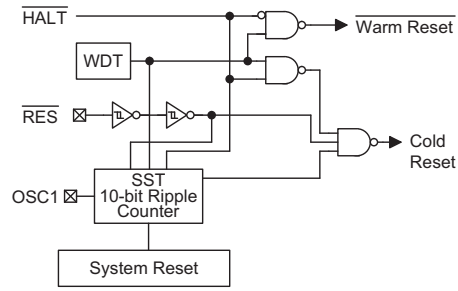 HALT
Warm Reset
WDT
RES
Cold
Reset
SST
10-bit Ripple
Counter
OSC1
System Reset